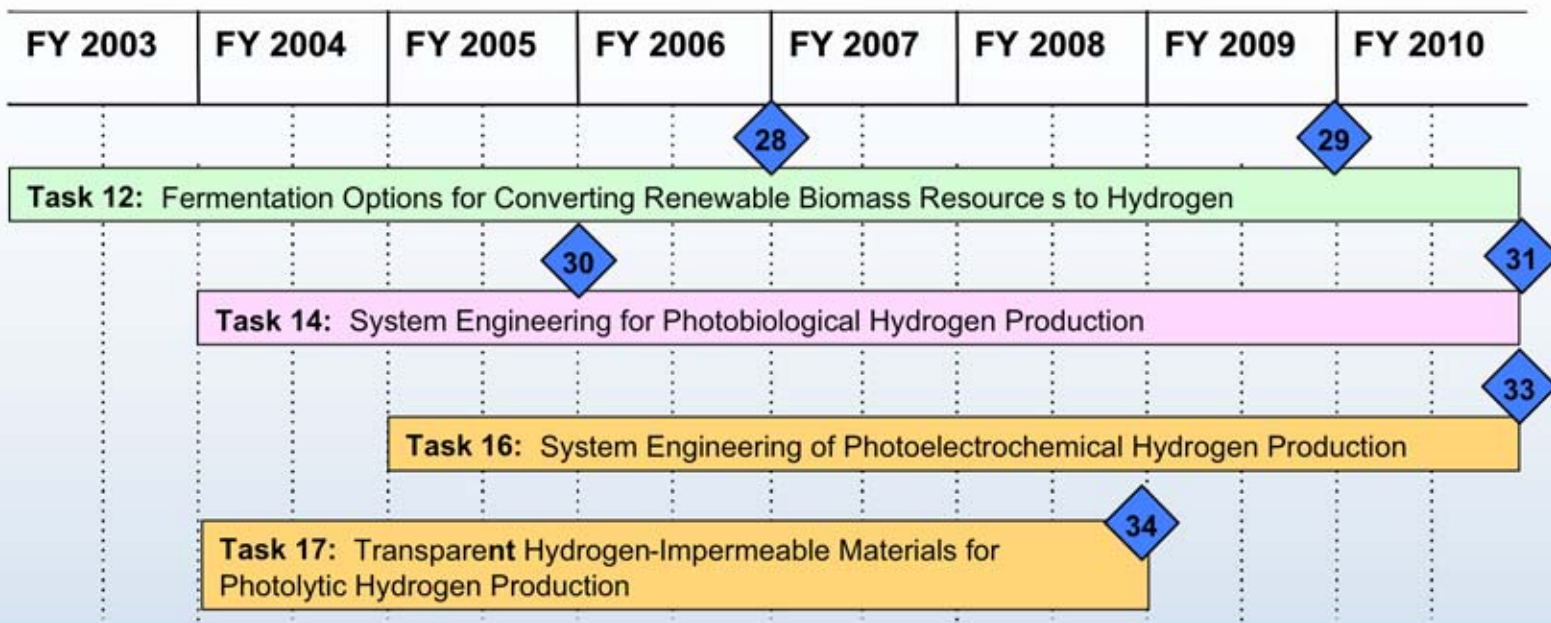 FY 2003 FY 2004 FY 2005 FY 2006 FY 2007 FY 2008 FY 2009 FY 2010
28 29
Task 12: Fermentation Options for Converting Renewable Biomass Resource s to Hydrogen
30 31
Task 14: System Engineering for Photobiological Hydrogen Production
33
Task 16: System Engineering of Photoelectrochemical Hydrogen Production
34
Task 17: Transparent Hydrogen-Impermeable Materials for
Photolytic Hydrogen Production